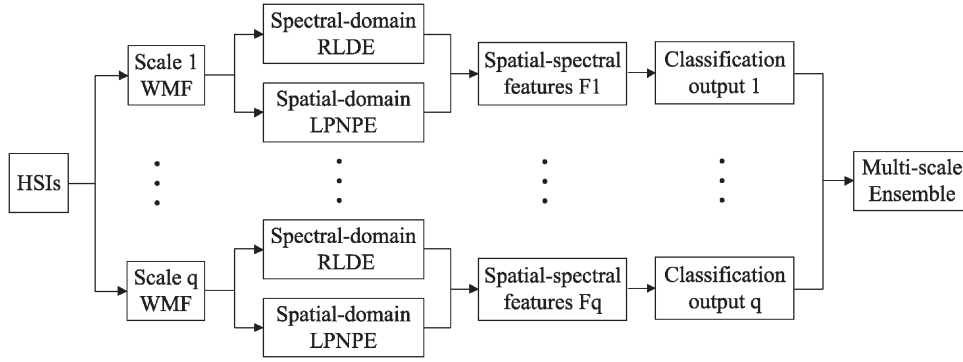 HSIs
Scale 1
WMF
Spectral-domain
RLDE
Spatial-domain
LPNPE
Spatial-spectral
features F1
Classification
output 1
Scale q
WMF
Spectral-domain
RLDE
Spatial-domain
LPNPE
Spatial-spectral
features Fq
Classification
output q
Multi-scale
Ensemble